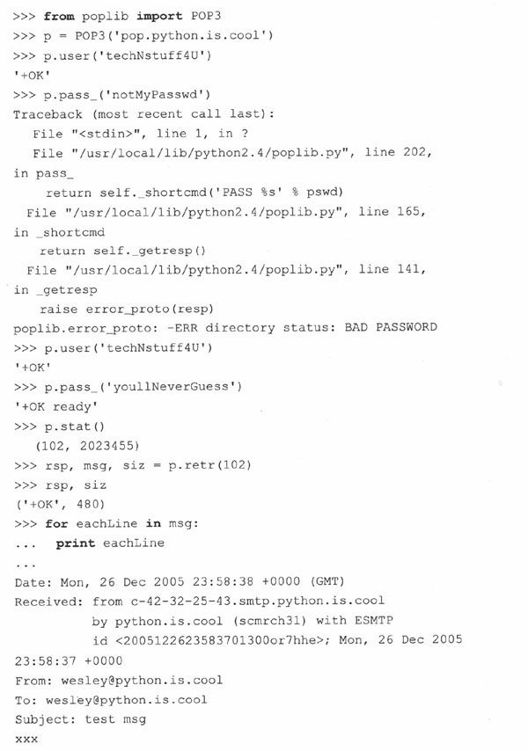 >>> from poplib import POP3
>>> p = POP3('pop.python.is.cool')
>>> p.user('techNstuff4U')
'+OK'
>>> p.pass_('notMyPasswd')
Traceback (most recent call last):
File "<stdin>", line 1, in ?
File "/usr/local/lib/python2.4/poplib.py", line 202,
in pass_
return self._shortcmd('PASS %s' % pswd)
File "/usr/local/lib/python2.4/poplib.py", line 165,
in _shortcmd
return self._getresp()
File "/usr/local/lib/python2.4/poplib.py", line 141,
in _getresp
raise error_proto(resp)
poplib.error_proto: -ERR directory status: BAD PASSWORD
>>> p.user('techNstuff4U')
'+OK'
>>> p.pass_('youllNeverGuess')
'+OK ready'
>>> p.stat()
(102, 2023455)
>>> rsp, msg, siz = p.retr(102)
>>> rsp, siz
('+OK', 480)
>>> for eachLine in msg:
... print eachLine
...
Date: Mon, 26 Dec 2005 23:58:38 +0000 (GMT)
Received: from c-42-32-25-43.smtp.python.is.cool
by python.is.cool (scmrch31) with ESMTP
id <2005122623583701300or7hhe>; Mon, 26 Dec 2005
23:58:37 +0000
From: wesley@python.is.cool
To: wesley@python.is.cool
Subject: test msg
xxx